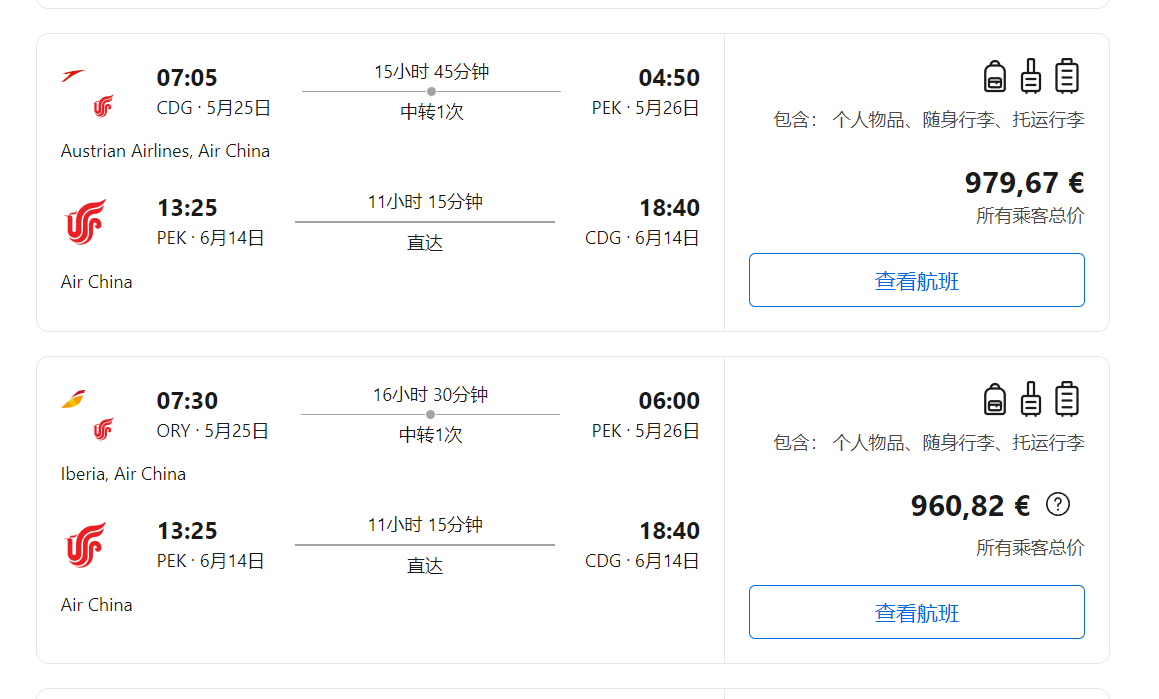 07:05 15小时 45分钟 04:50
CDG · 5月25日 中转1次 PEK · 5月26日
Austrian Airlines, Air China
13:25 11小时 15分钟 18:40
PEK · 6月14日 直达 CDG · 6月14日
Air China
包含： 个人物品、随身行李、托运行李
979,67 €
所有乘客总价
查看航班
07:30 16小时 30分钟 06:00
ORY · 5月25日 中转1次 PEK · 5月26日
Iberia, Air China
13:25 11小时 15分钟 18:40
PEK · 6月14日 直达 CDG · 6月14日
Air China
包含： 个人物品、随身行李、托运行李
960,82 € ?
所有乘客总价
查看航班